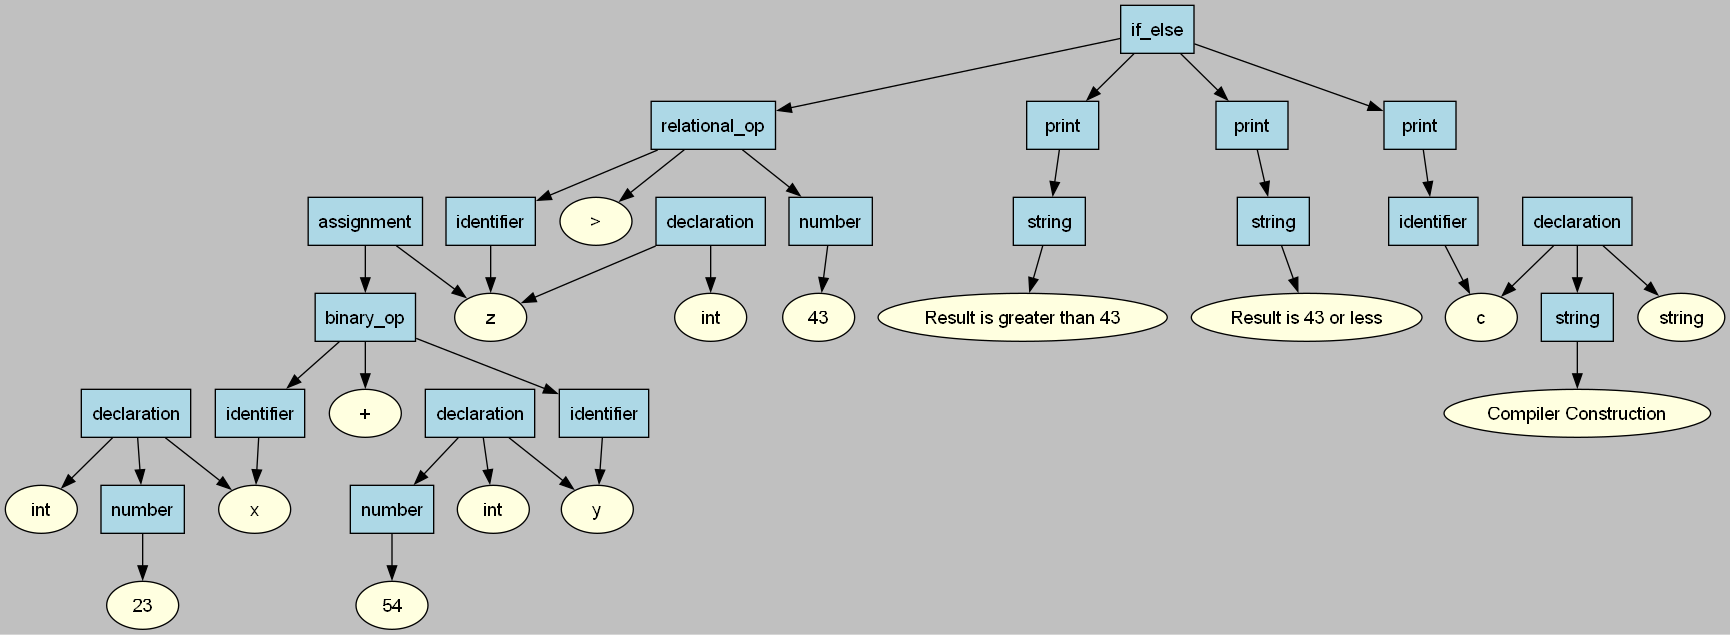 if_else
relational_op
print
print
print
assignment
identifier
>
declaration
number
string
string
identifier
declaration
binary_op
z
int
43
Result is greater than 43
Result is 43 or less
c
string
string
declaration
identifier
+
declaration
identifier
Compiler Construction
int
number
x
number
int
y
23
54